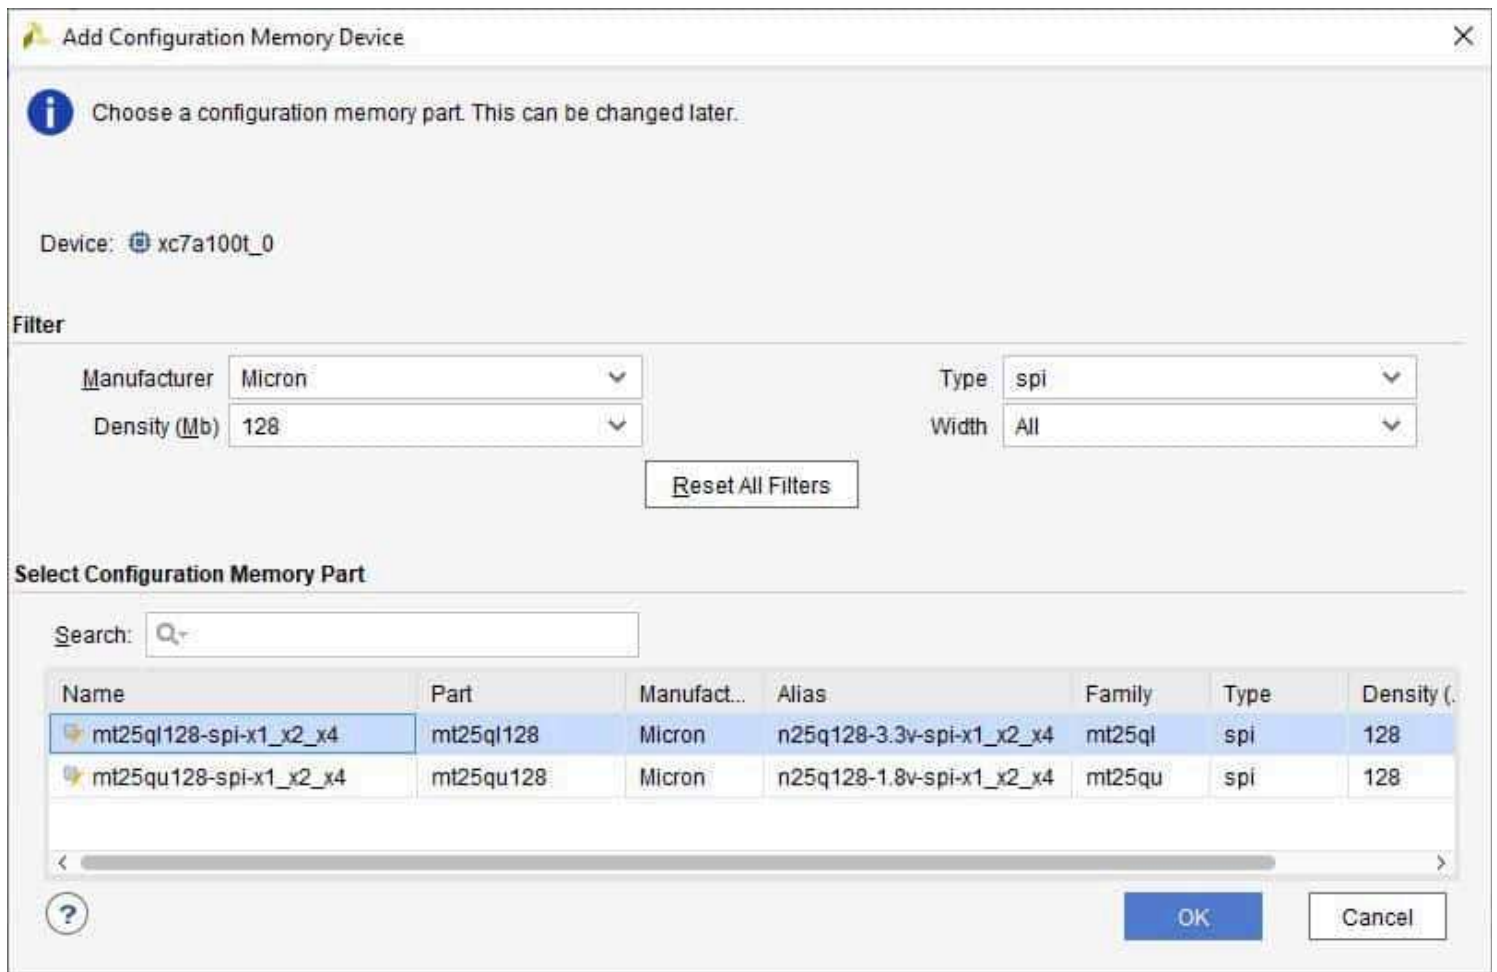 Add Configuration Memory Device
Choose a configuration memory part. This can be changed later.
Device: xc7a100t_0
Filter
Manufacturer Micron Type spi
Density (Mb) 128 Width All
Reset All Filters
Select Configuration Memory Part
Search:
Name Part Manufact... Alias Family Type Density (.
mt25ql128-spi-x1_x2_x4 mt25ql128 Micron n25q128-3.3v-spi-x1_x2_x4 mt25ql spi 128
mt25qu128-spi-x1_x2_x4 mt25qu128 Micron n25q128-1.8v-spi-x1_x2_x4 mt25qu spi 128
? OK Cancel